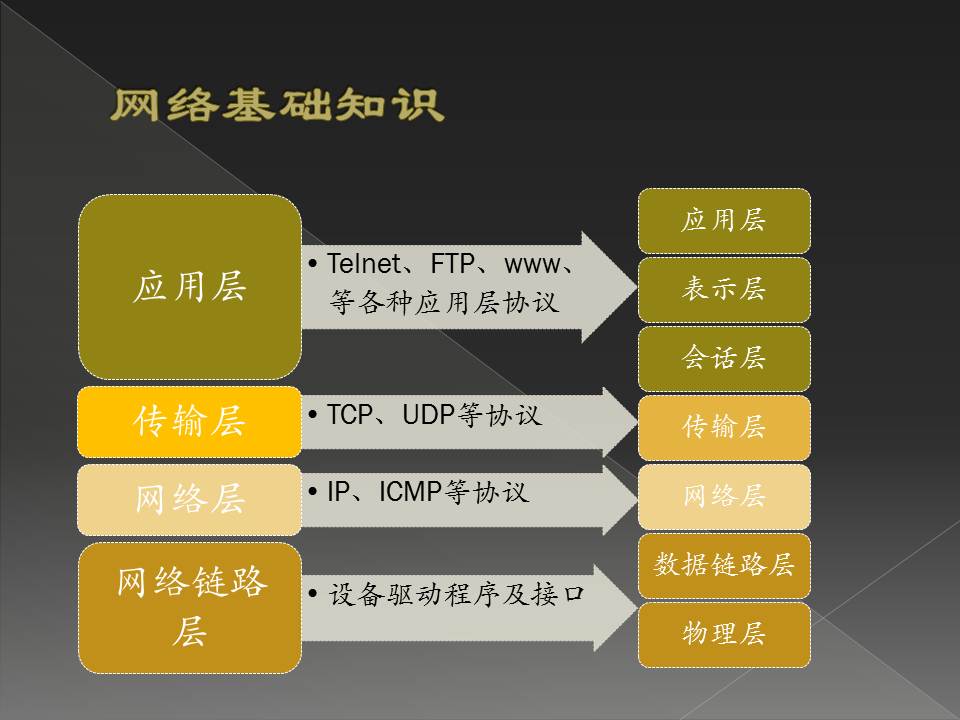 网络基础知识
应用层
• Telnet、FTP、www、
等各种应用层协议
传输层
• TCP、UDP等协议
网络层
• IP、ICMP等协议
网络链路
层
• 设备驱动程序及接口
应用层
表示层
会话层
传输层
网络层
数据链路层
物理层